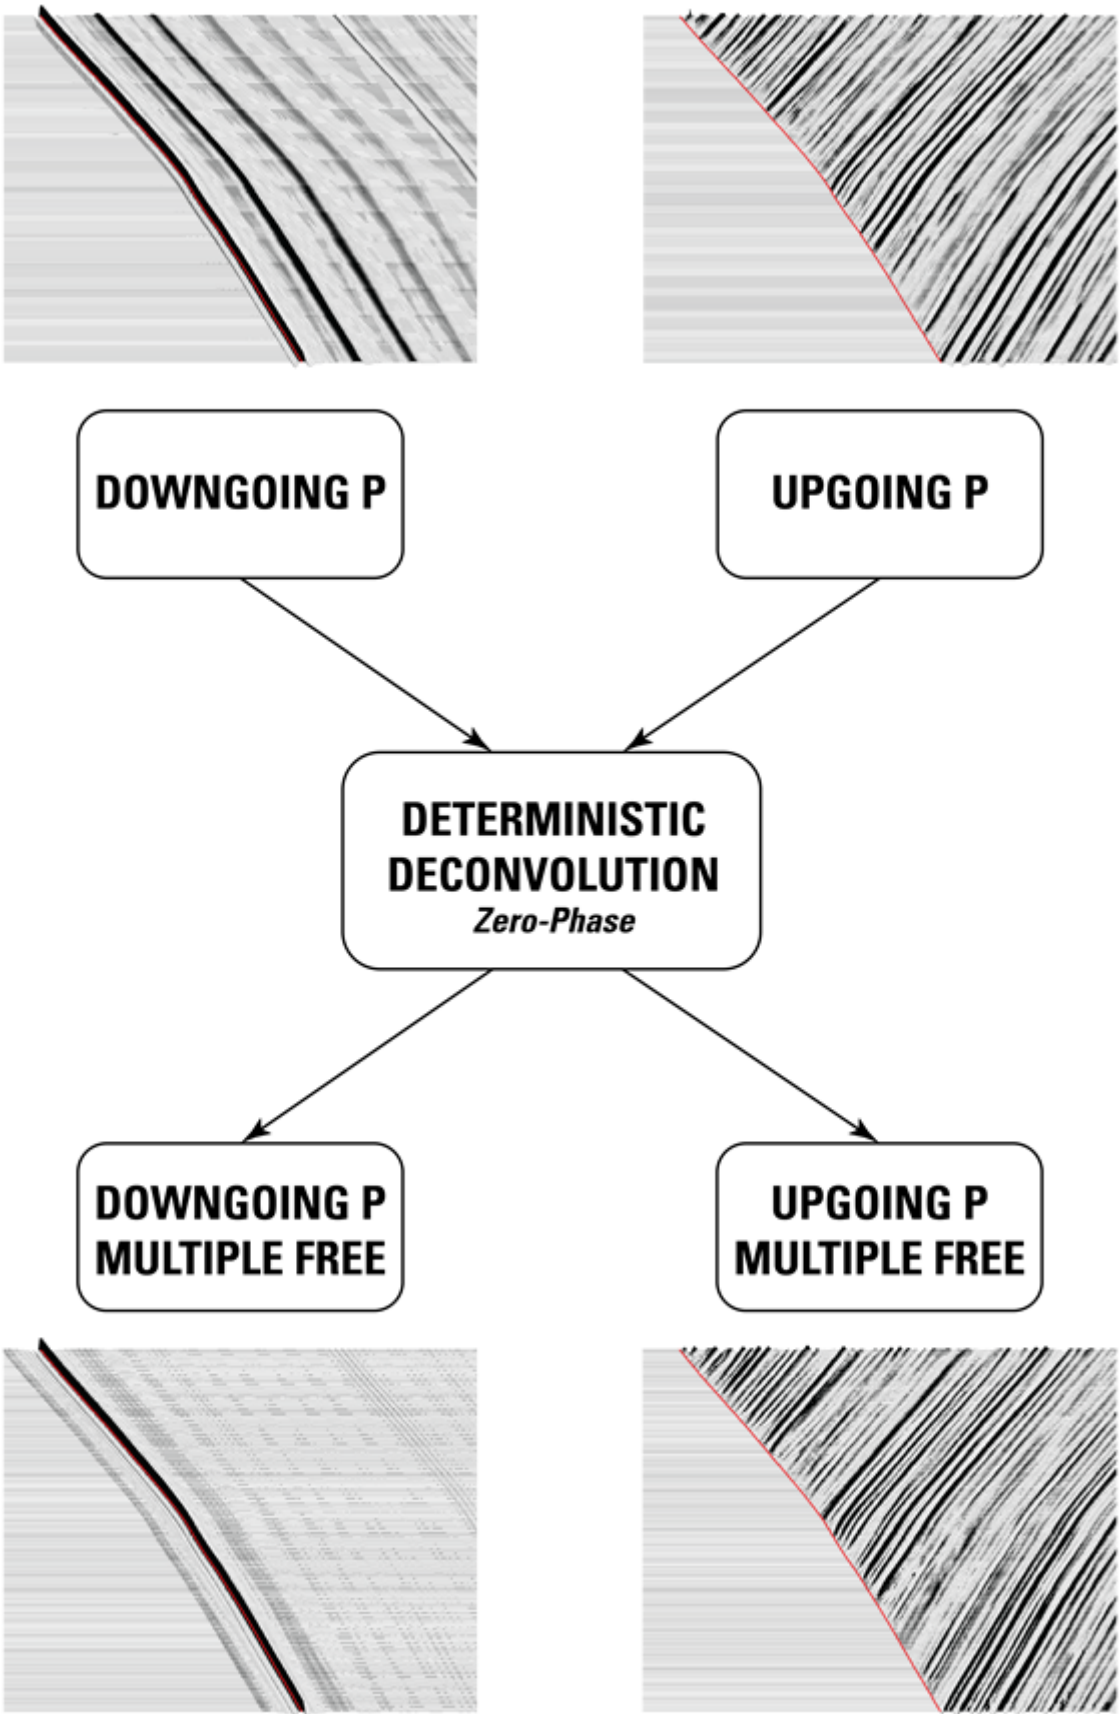 DOWNGOING P
UPGOING P
DETERMINISTIC
DECONVOLUTION
Zero-Phase
DOWNGOING P
MULTIPLE FREE
UPGOING P
MULTIPLE FREE